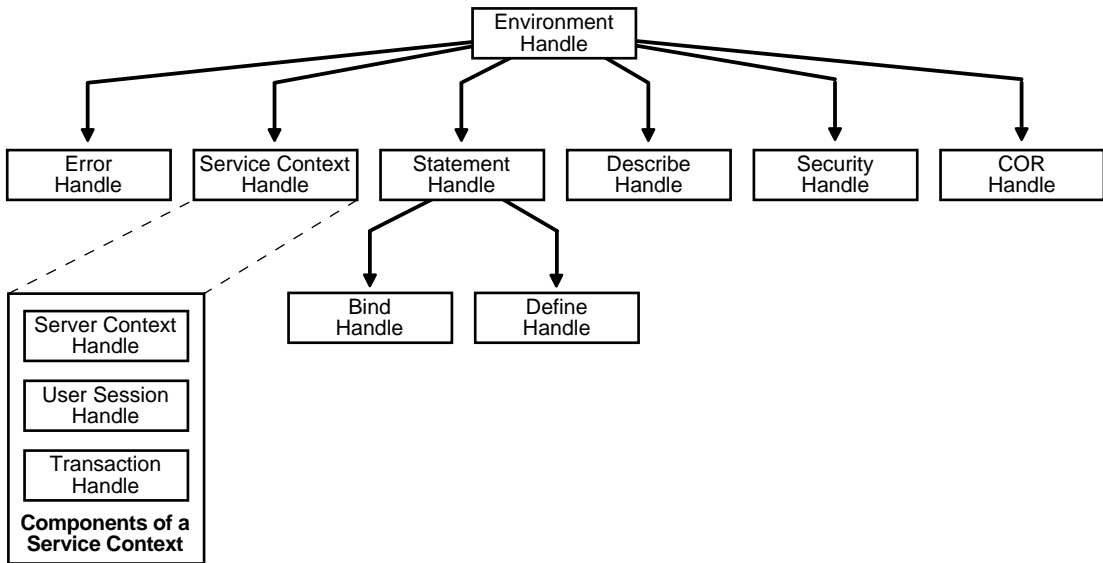 Environment
Handle
Error
Handle
Service Context
Handle
Statement
Handle
Describe
Handle
Security
Handle
COR
Handle
Bind
Handle
Define
Handle
Server Context
Handle
User Session
Handle
Transaction
Handle
Components of a
Service Context